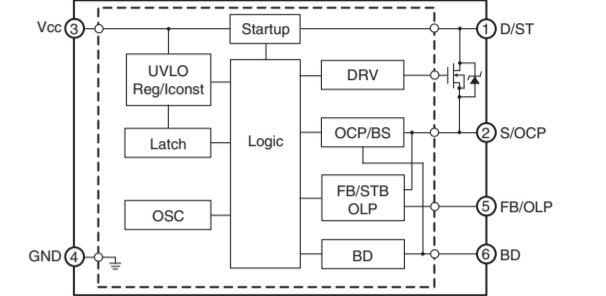 Vcc 3
Startup
1 D/ST
UVLO
Reg/Iconst
DRV
Latch
Logic
OCP/BS
2 S/OCP
OSC
FB/STB
OLP
5 FB/OLP
GND 4
BD
6 BD